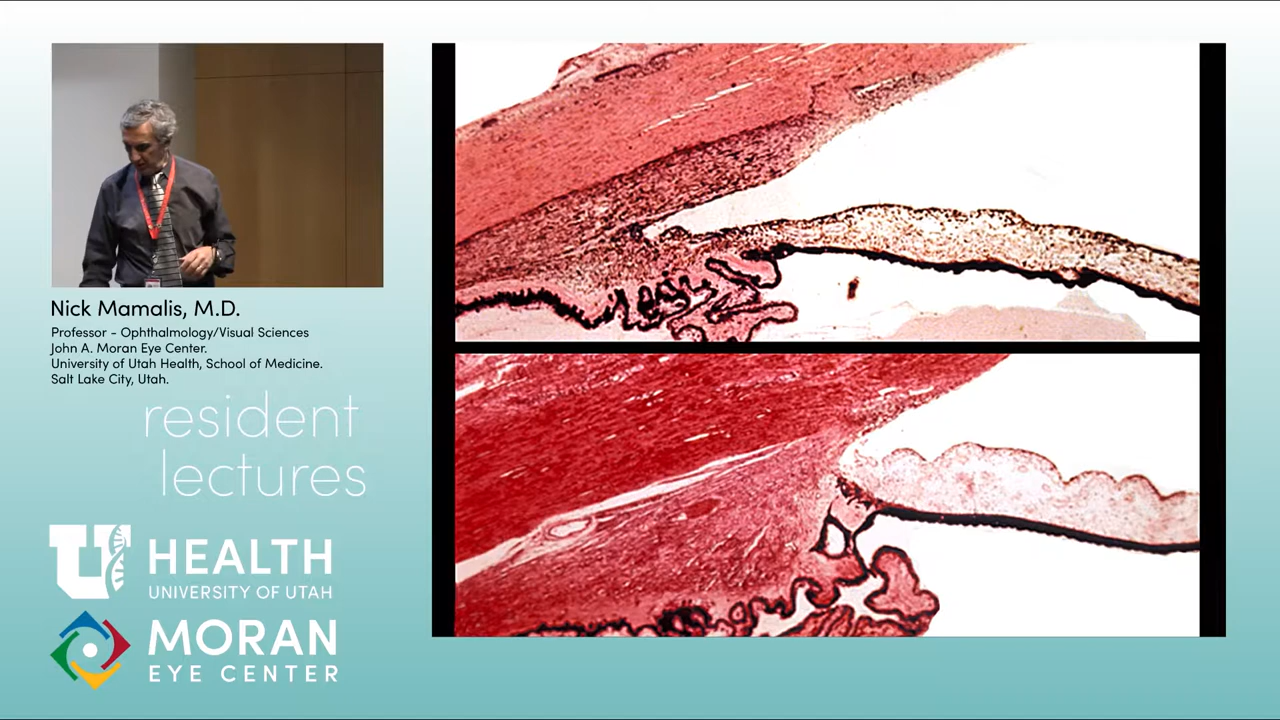 Nick Mamalis, M.D.
Professor - Ophthalmology/Visual Sciences
John A. Moran Eye Center.
University of Utah Health, School of Medicine.
Salt Lake City, Utah.
resident
lectures
U HEALTH
UNIVERSITY OF UTAH
MORAN
EYE CENTER